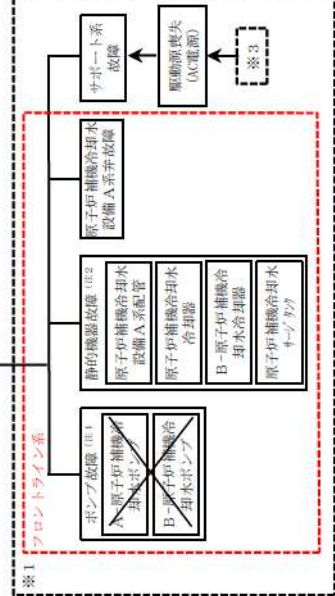 ※1
フロントライン系
ポンプ故障(注1
A-原子炉補機冷
却水ポンプ
B-原子炉補機冷
却水ポンプ
静的機器故障(注2
原子炉補機冷却水
設備A系配管
原子炉補機冷却水
冷却器
B-原子炉補機冷
却水冷却器
原子炉補機冷却水
サージタンク
原子炉補機冷却水
設備A系弁故障
サポート系
故障
駆動源喪失
(AC電源)
※3